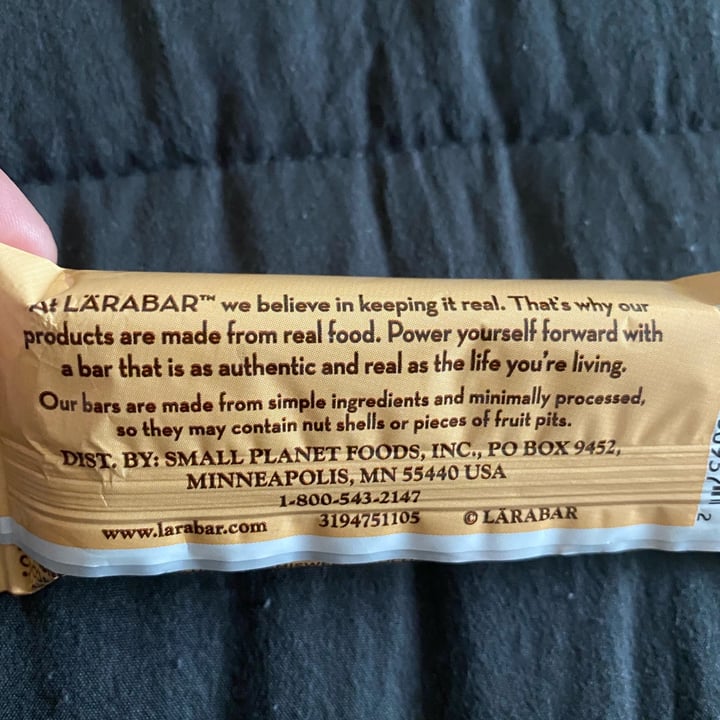 At LÄRABAR™ we believe in keeping it real. That's why our
products are made from real food. Power yourself forward with
a bar that is as authentic and real as the life you're living.
Our bars are made from simple ingredients and minimally processed,
so they may contain nut shells or pieces of fruit pits.
DIST. BY: SMALL PLANET FOODS, INC., PO BOX 9452,
MINNEAPOLIS, MN 55440 USA
1-800-543-2147
www.larabar.com 3194751105 © LÄRABAR
2